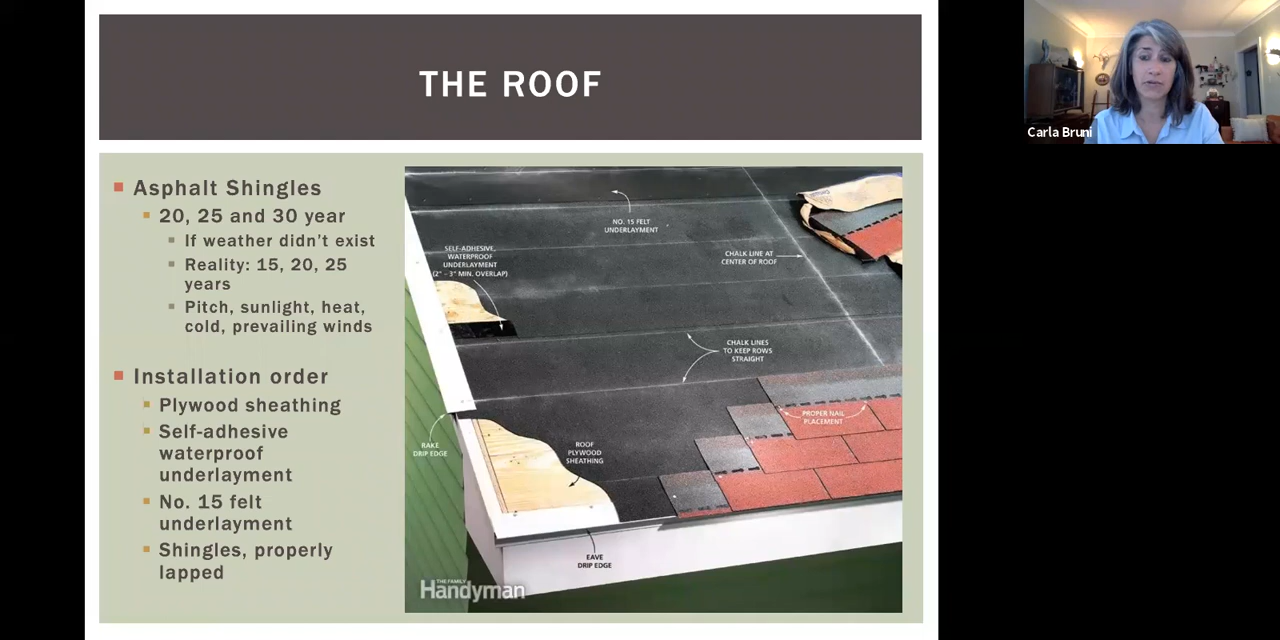 THE ROOF
Carla Bruni
Asphalt Shingles
20, 25 and 30 year
If weather didn't exist
Reality: 15, 20, 25
years
Pitch, sunlight, heat,
cold, prevailing winds
Installation order
Plywood sheathing
Self-adhesive
waterproof
underlayment
No. 15 felt
underlayment
Shingles, properly
lapped
NO. 15 FELT
UNDERLAYMENT
SELF-ADHESIVE,
WATERPROOF
UNDERLAYMENT
(2" – 3" MIN. OVERLAP)
CHALK LINE AT
CENTER OF ROOF
CHALK LINES
TO KEEP ROWS
STRAIGHT
PROPER NAIL
PLACEMENT
RAKE
DRIP EDGE
ROOF
PLYWOOD
SHEATHING
EAVE
DRIP EDGE
THE FAMILY
Handyman